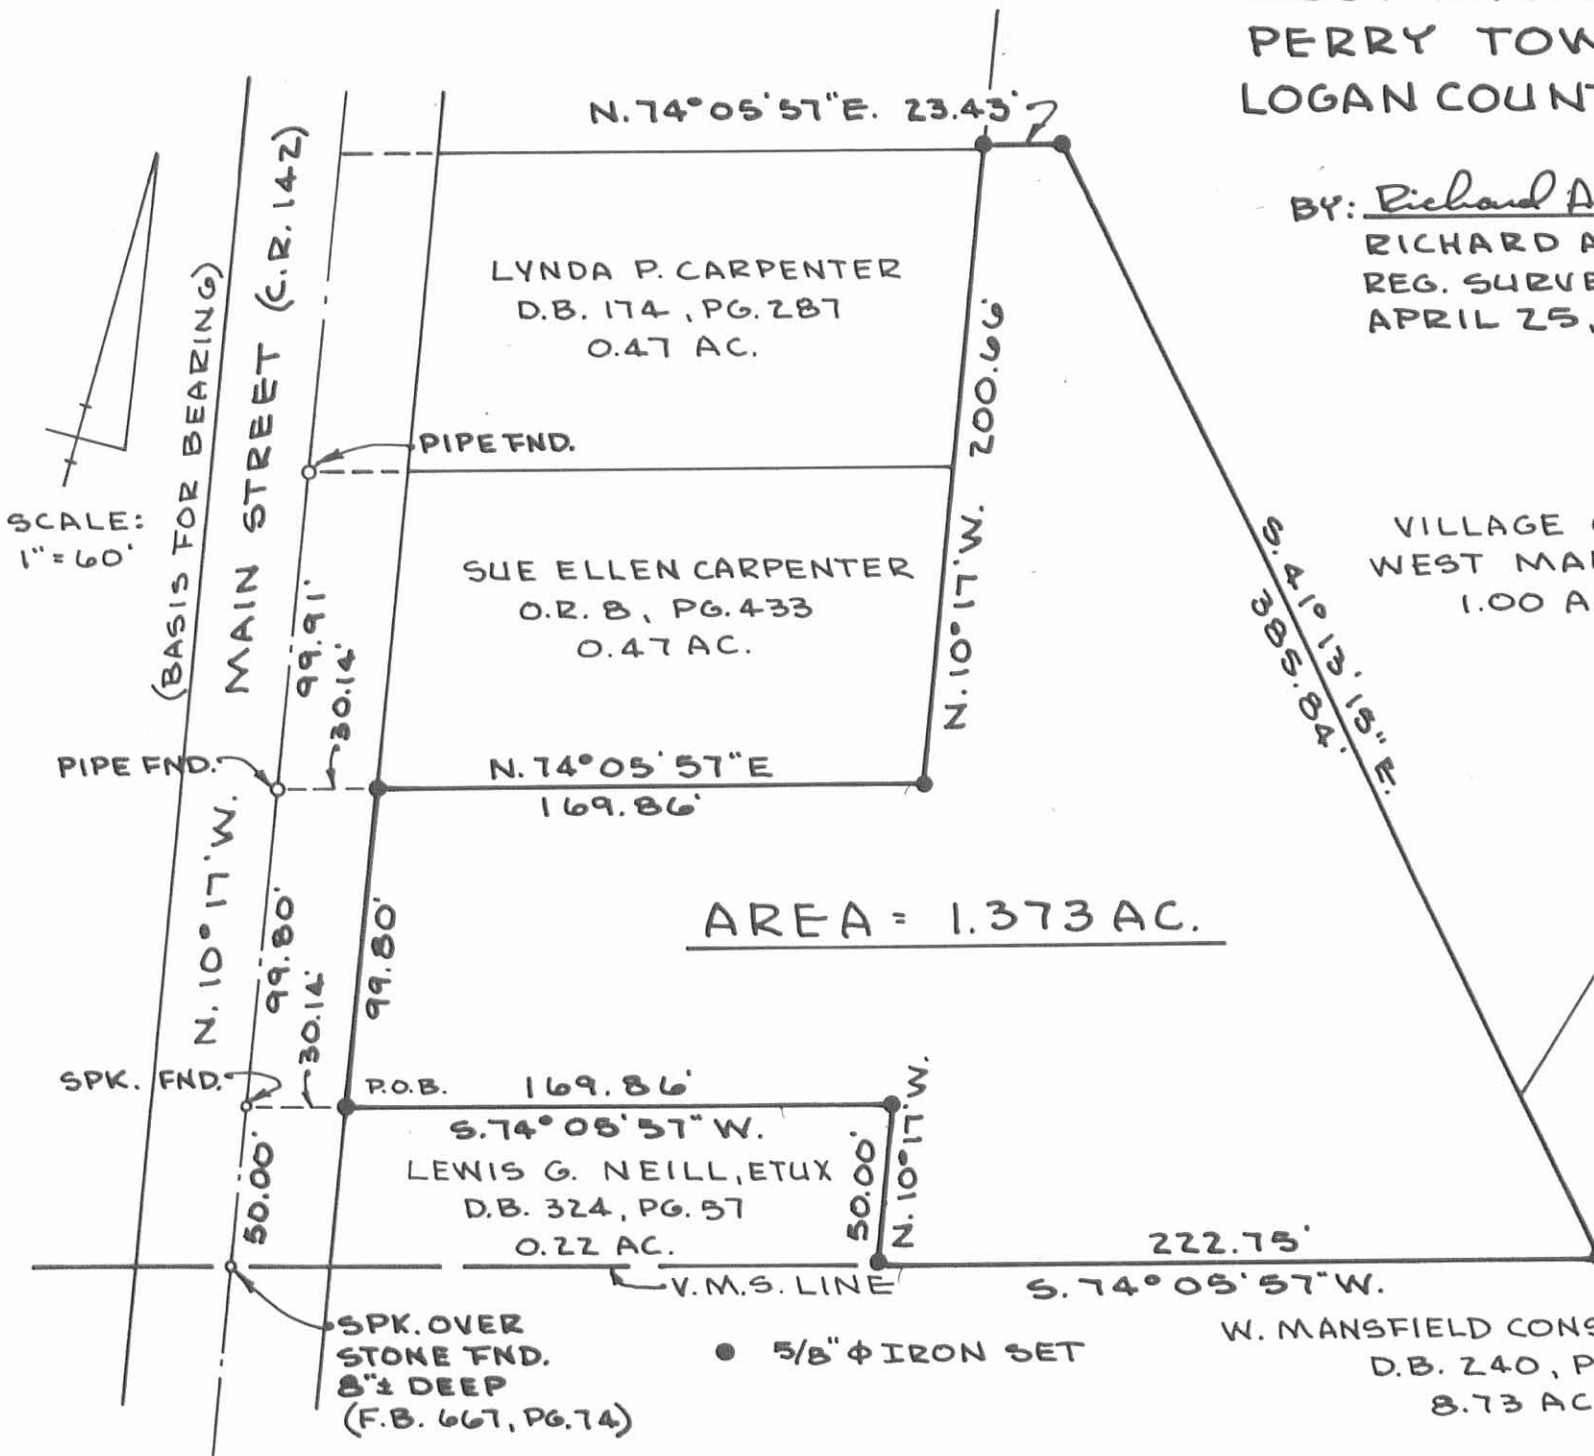 PERRY
LOGAN
BY: Richard A
RICHARD A
REG.
APRIL 25,
N.74°05'57"E. 23.43'
LYNDA P. CARPENTER
D.B. 174, PG. 287
0.47 AC.
200.66'
N.10°17'W.
MAIN STREET (C.R. 142)
(BASIS FOR BEARING)
SCALE:
1"=60'
PIPE FND.
SUE ELLEN CARPENTER
O.R. 8, PG. 433
0.47 AC.
VILLAGE
WEST
1.00 A
S.41°13'15"E.
385.84'
99.91'
30.14'
PIPE FND.
N.74°05'57"E
169.86'
N.10°17'W.
99.80'
30.14'
99.80'
AREA = 1.373 AC.
SPK. FND.
P.O.B. 169.86'
S.74°05'57"W.
LEWIS G. NEILL, ETUX
D.B. 324, PG. 57
0.22 AC.
50.00'
50.00'
N.10°17'W.
222.75'
S.74°05'57"W.
V.M.S. LINE
SPK. OVER
STONE FND.
8"± DEEP
(F.B. 667, PG. 74)
● 5/8"ϕ IRON SET
W. MANSFIELD
D.B. 240,
8.73 AC